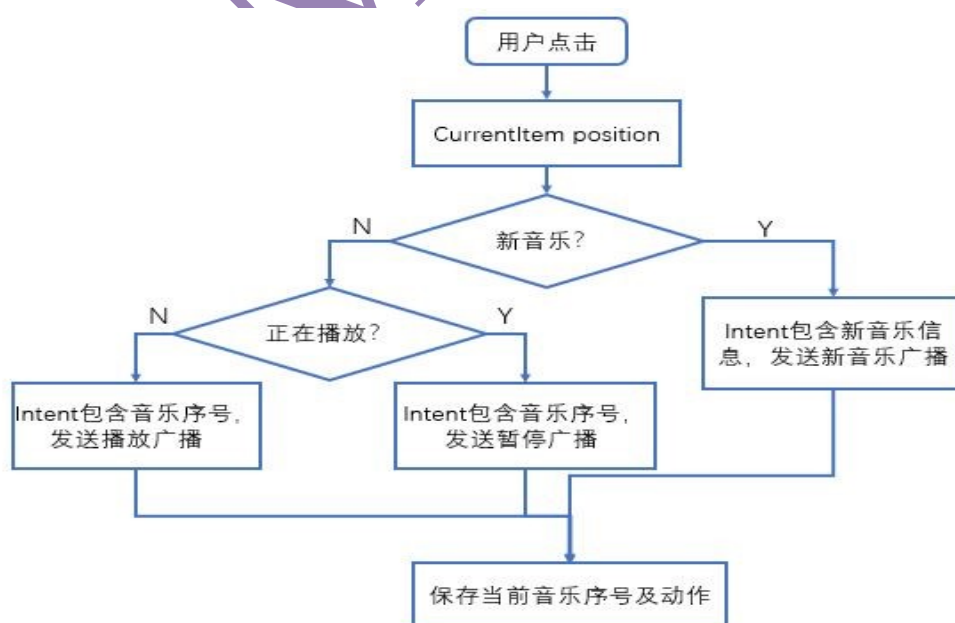 用户点击
CurrentItem position
N
新音乐？
Y
N
正在播放？
Y
Intent包含新音乐信
息，发送新音乐广播
Intent包含音乐序号，
发送播放广播
Intent包含音乐序号，
发送暂停广播
保存当前音乐序号及动作